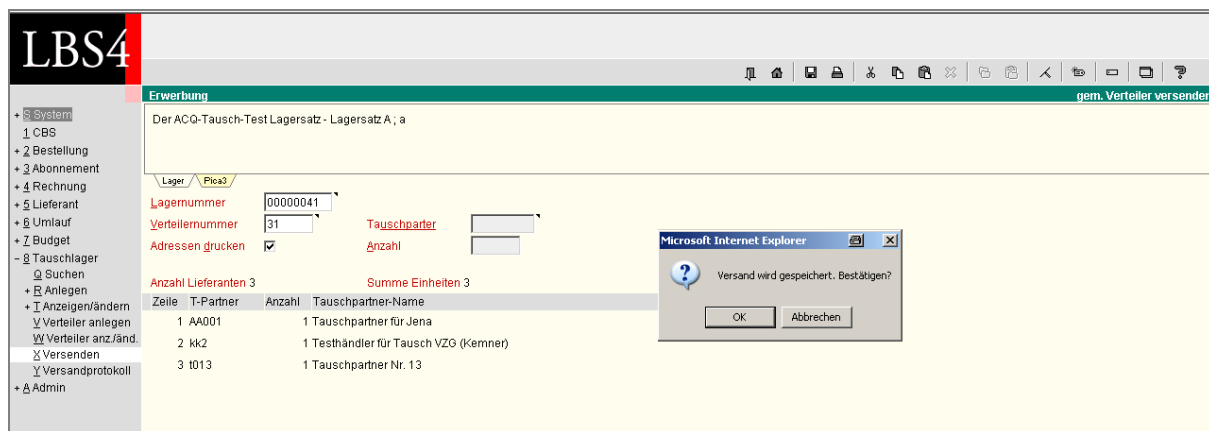 LBS4
Erwerbung
gem. Verteiler versenden
+ S System
1 CBS
+ 2 Bestellung
+ 3 Abonnement
+ 4 Rechnung
+ 5 Lieferant
+ 6 Umlauf
+ 7 Budget
- 8 Tauschlager
Q Suchen
+ R Anlegen
+ T Anzeigen/ändern
V Verteiler anlegen
W Verteiler anz./änd.
X Versenden
Y Versandprotokoll
+ A Admin
Der ACQ-Tausch-Test Lagersatz - Lagersatz A ; a
Lager Pica3
Lagernummer 00000041
Verteilernummer 31 Tauschparter
Adressen drucken Anzahl
Anzahl Lieferanten 3 Summe Einheiten 3
Zeile T-Partner Anzahl Tauschpartner-Name
1 AA001 1 Tauschpartner für Jena
2 kk2 1 Testhändler für Tausch VZG (Kemner)
3 t013 1 Tauschpartner Nr. 13
Microsoft Internet Explorer
Versand wird gespeichert. Bestätigen?
OK Abbrechen